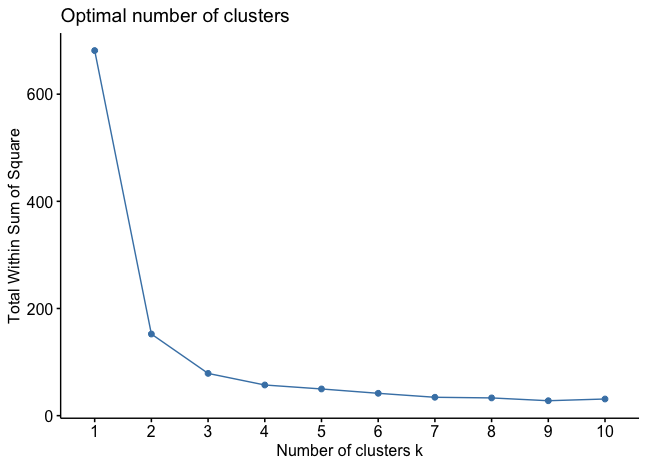 Optimal number of clusters
Total Within Sum of Square
600
400
200
0
1 2 3 4 5 6 7 8 9 10
Number of clusters k